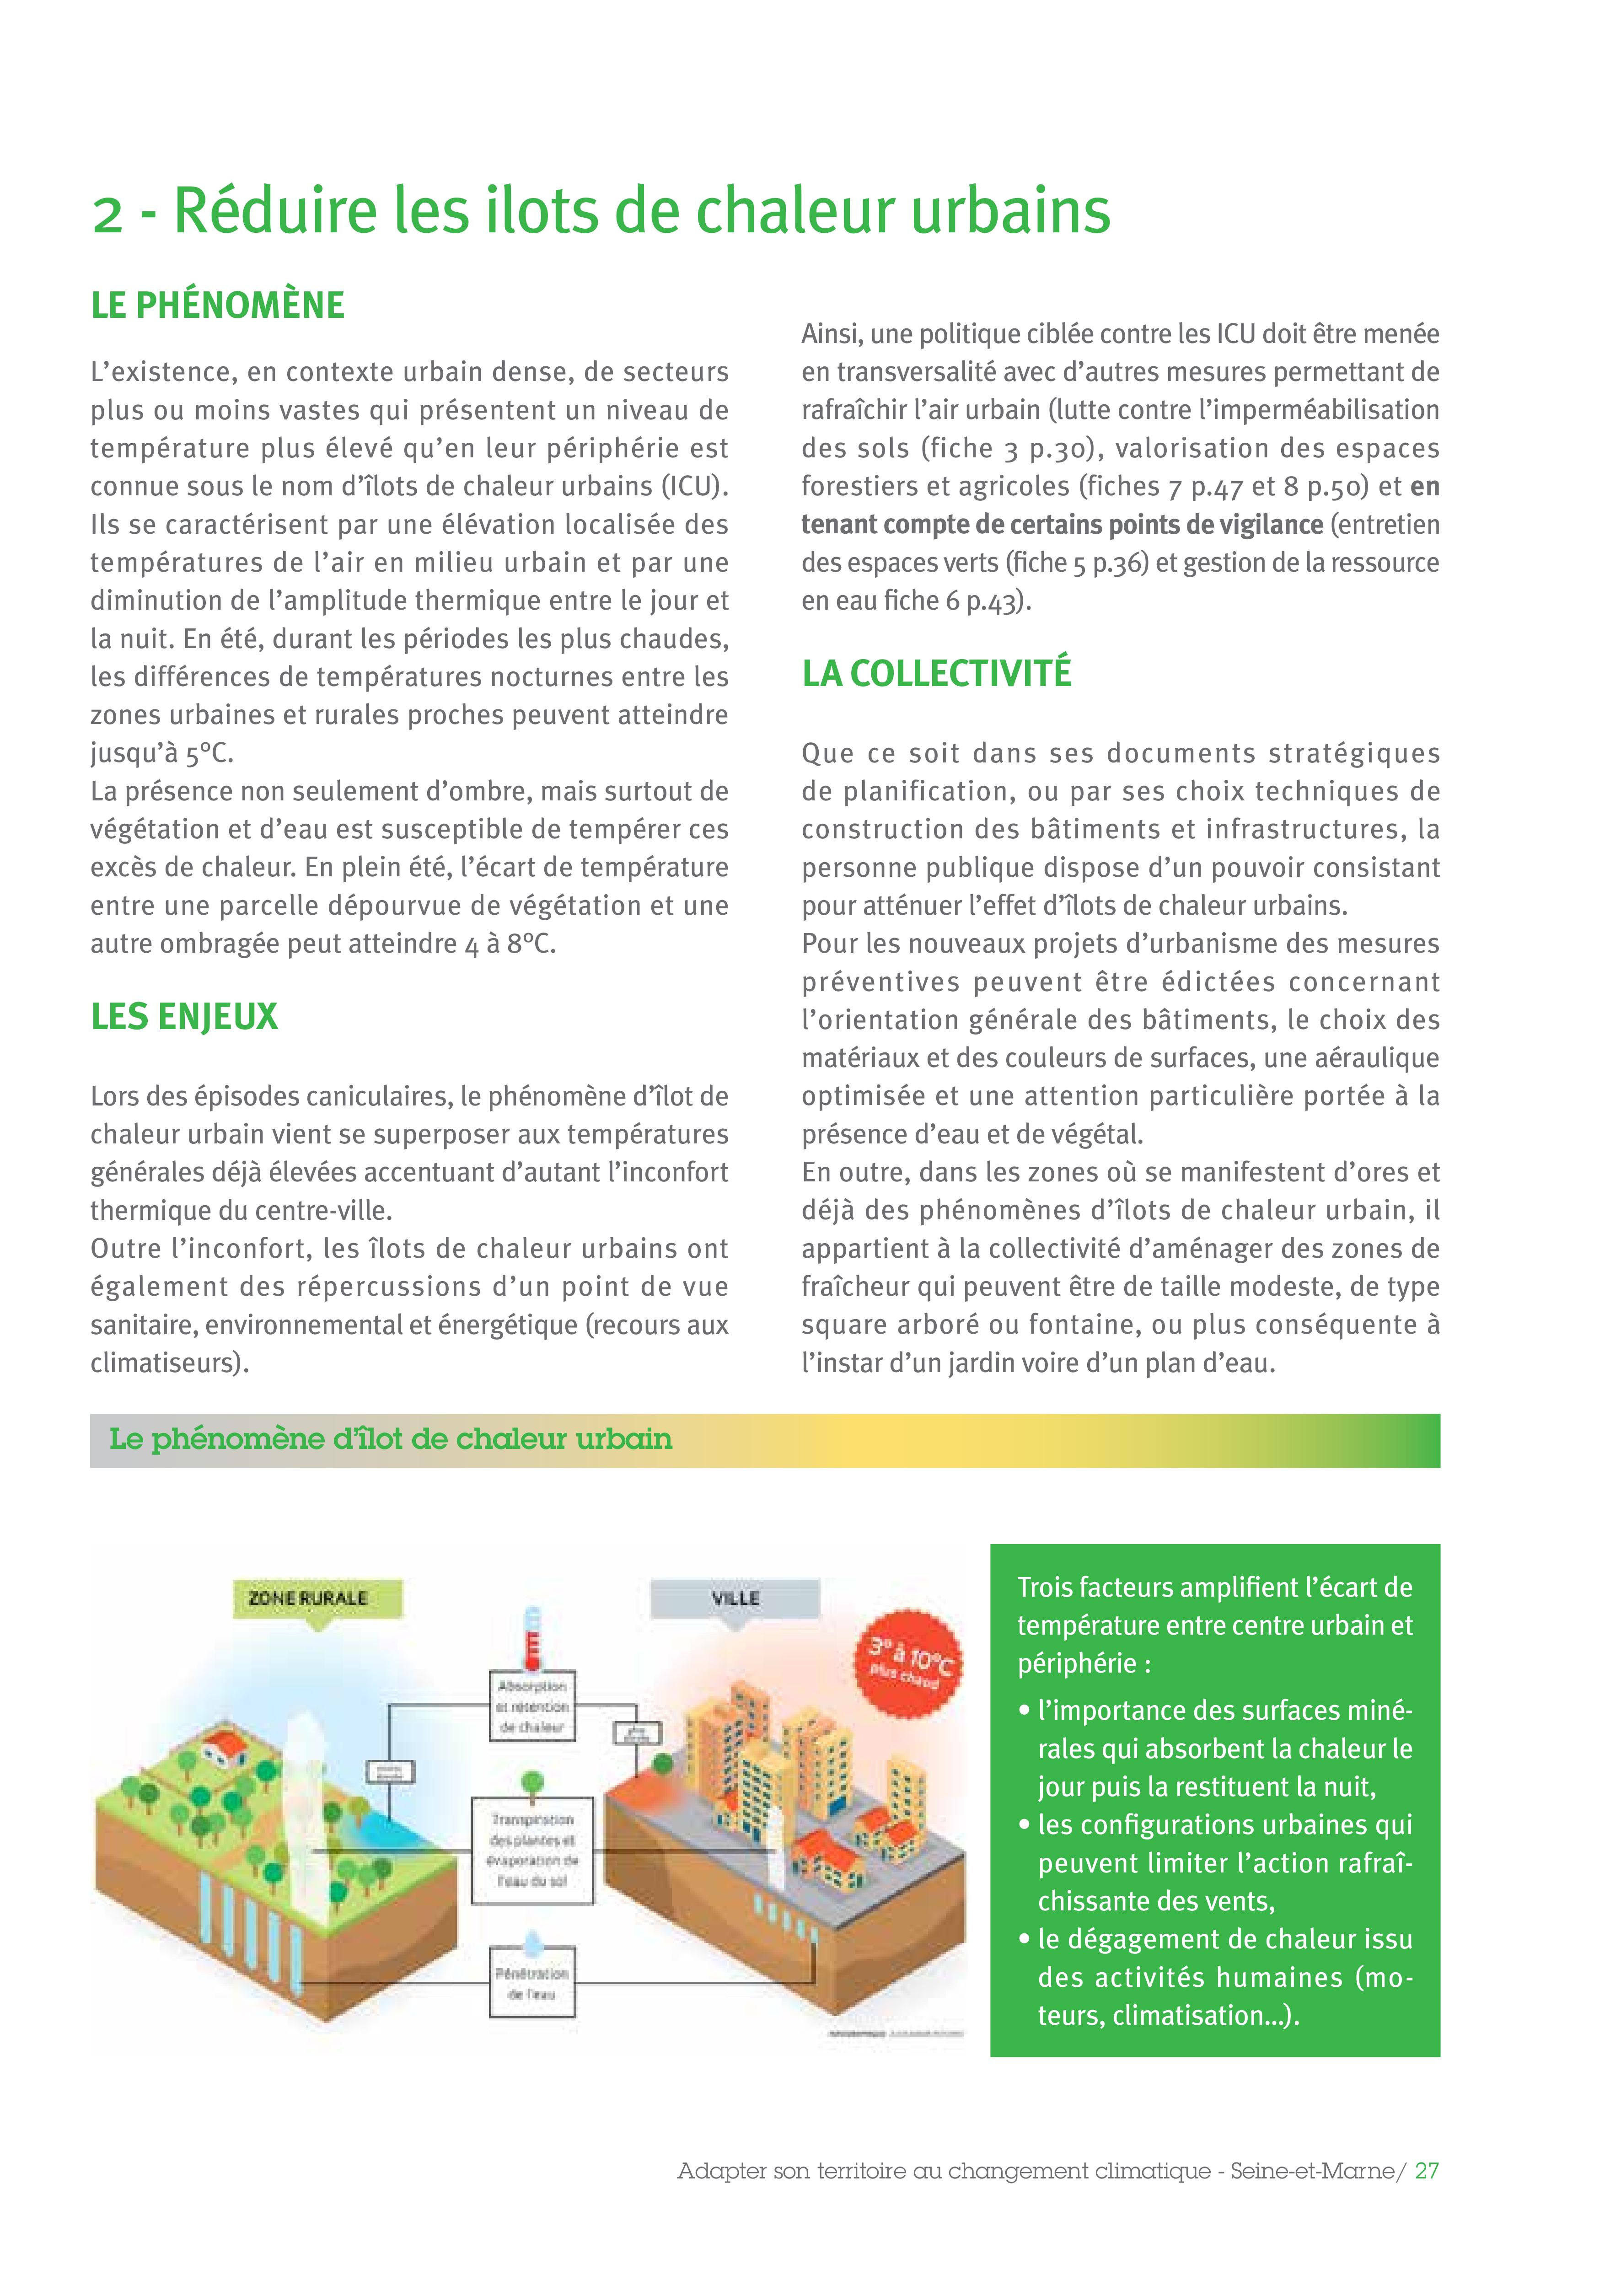 2 - Réduire les ilots de chaleur urbains
LE PHÉNOMÈNE
L’existence, en contexte urbain dense, de secteurs
plus ou moins vastes qui présentent un niveau de
température plus élevé qu’en leur périphérie est
connue sous le nom d’îlots de chaleur urbains (ICU).
Ils se caractérisent par une élévation localisée des
températures de l’air en milieu urbain et par une
diminution de l’amplitude thermique entre le jour et
la nuit. En été, durant les périodes les plus chaudes,
les différences de températures nocturnes entre les
zones urbaines et rurales proches peuvent atteindre
jusqu’à 5°C.
La présence non seulement d’ombre, mais surtout de
végétation et d’eau est susceptible de tempérer ces
excès de chaleur. En plein été, l’écart de température
entre une parcelle dépourvue de végétation et une
autre ombragée peut atteindre 4 à 8°C.
LES ENJEUX
Lors des épisodes caniculaires, le phénomène d’îlot de
chaleur urbain vient se superposer aux températures
générales déjà élevées accentuant d’autant l’inconfort
thermique du centre-ville.
Outre l’inconfort, les îlots de chaleur urbains ont
également des répercussions d’un point de vue
sanitaire, environnemental et énergétique (recours aux
climatiseurs).
Ainsi, une politique ciblée contre les ICU doit être menée
en transversalité avec d’autres mesures permettant de
rafraîchir l’air urbain (lutte contre l’imperméabilisation
des sols (fiche 3 p.30), valorisation des espaces
forestiers et agricoles (fiches 7 p.47 et 8 p.50) et en
tenant compte de certains points de vigilance (entretien
des espaces verts (fiche 5 p.36) et gestion de la ressource
en eau fiche 6 p.43).
LA COLLECTIVITÉ
Que ce soit dans ses documents stratégiques
de planification, ou par ses choix techniques de
construction des bâtiments et infrastructures, la
personne publique dispose d’un pouvoir consistant
pour atténuer l’effet d’îlots de chaleur urbains.
Pour les nouveaux projets d’urbanisme des mesures
préventives peuvent être édictées concernant
l’orientation générale des bâtiments, le choix des
matériaux et des couleurs de surfaces, une aéraulique
optimisée et une attention particulière portée à la
présence d’eau et de végétal.
En outre, dans les zones où se manifestent d’ores et
déjà des phénomènes d’îlots de chaleur urbain, il
appartient à la collectivité d’aménager des zones de
fraîcheur qui peuvent être de taille modeste, de type
square arboré ou fontaine, ou plus conséquente à
l’instar d’un jardin voire d’un plan d’eau.
Le phénomène d’îlot de chaleur urbain
ZONE RURALE
VILLE
3° à 10°C
plus chaud
Absorption
et rétention
de chaleur
Transpiration
des plantes et
évaporation de
l’eau du sol
Pénétration
de l’eau
Trois facteurs amplifient l’écart de
température entre centre urbain et
périphérie :
• l’importance des surfaces miné-
rales qui absorbent la chaleur le
jour puis la restituent la nuit,
• les configurations urbaines qui
peuvent limiter l’action rafraî-
chissante des vents,
• le dégagement de chaleur issu
des activités humaines (mo-
teurs, climatisation...).
Adapter son territoire au changement climatique - Seine-et-Marne/ 27